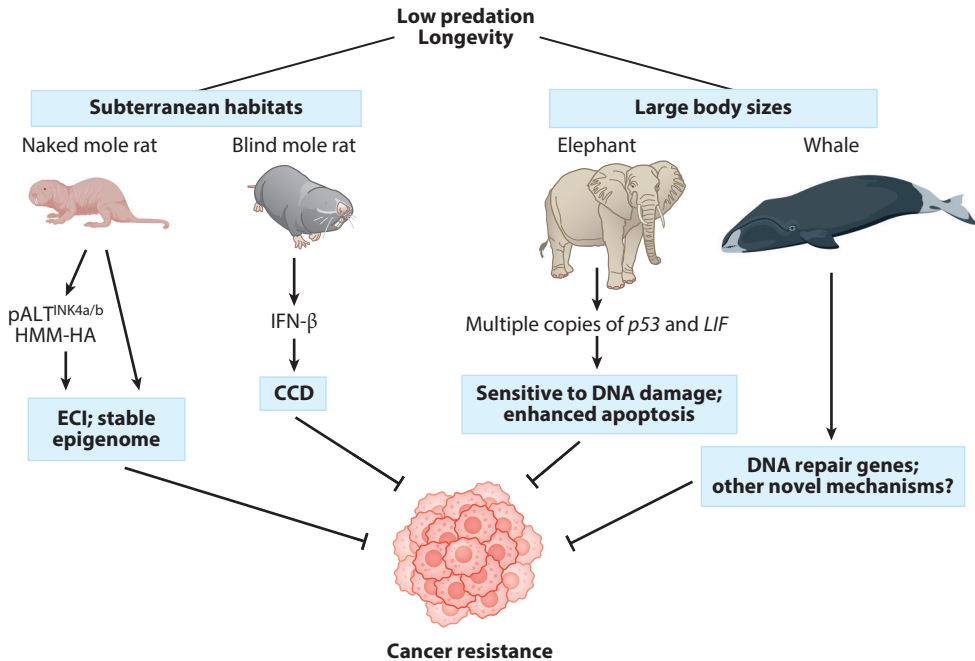 Low predation
Longevity
Subterranean habitats
Large body sizes
Naked mole rat
Blind mole rat
Elephant
Whale
pALTINK4a/b
HMM-HA
IFN-β
Multiple copies of p53 and LIF
CCD
Sensitive to DNA damage;
enhanced apoptosis
ECI; stable
epigenome
DNA repair genes;
other novel mechanisms?
Cancer resistance